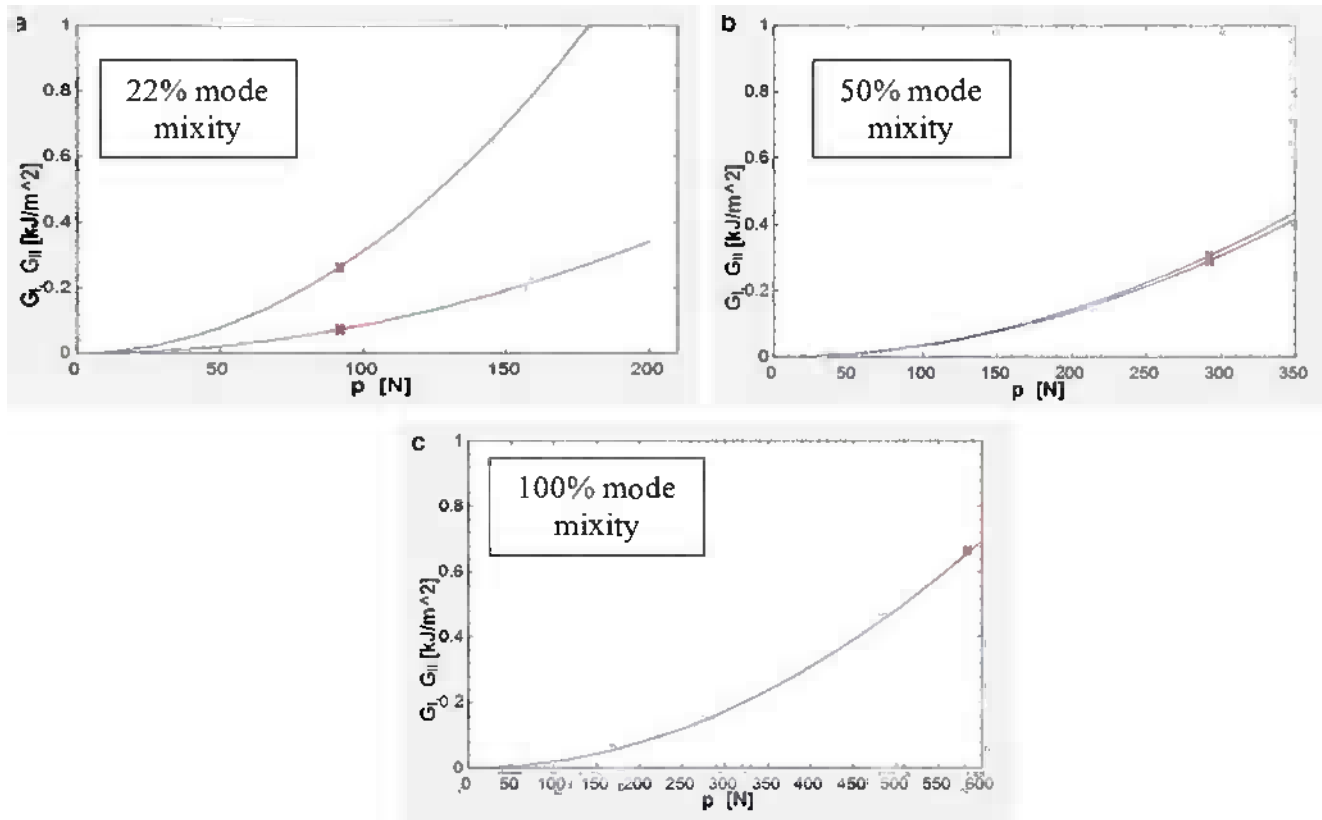 a
1
0.8
0.6
0.4
0.2
0
22% mode
mixity
G_I, G_II [kJ/m^2]
0 50 100 150 200
p [N]
b
1
0.8
0.6
0.4
0.2
0
50% mode
mixity
G_I, G_II [kJ/m^2]
0 50 100 150 200 250 300 350
p [N]
c
1
0.8
0.6
0.4
0.2
0
100% mode
mixity
G_I, G_II [kJ/m^2]
0 50 100 150 200 250 300 350 400 450 500 550 600
p [N]